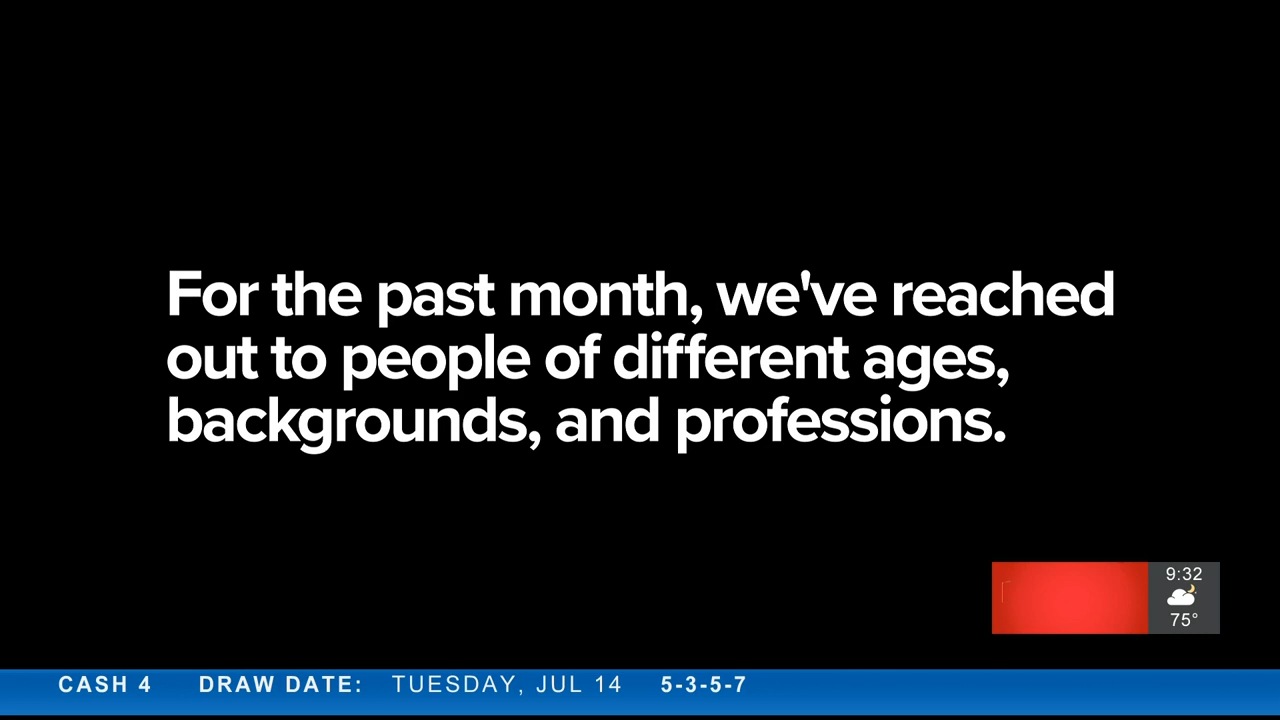 For the past month, we've reached
out to people of different ages,
backgrounds, and professions.
9:32
75°
CASH 4 DRAW DATE: TUESDAY, JUL 14 5-3-5-7